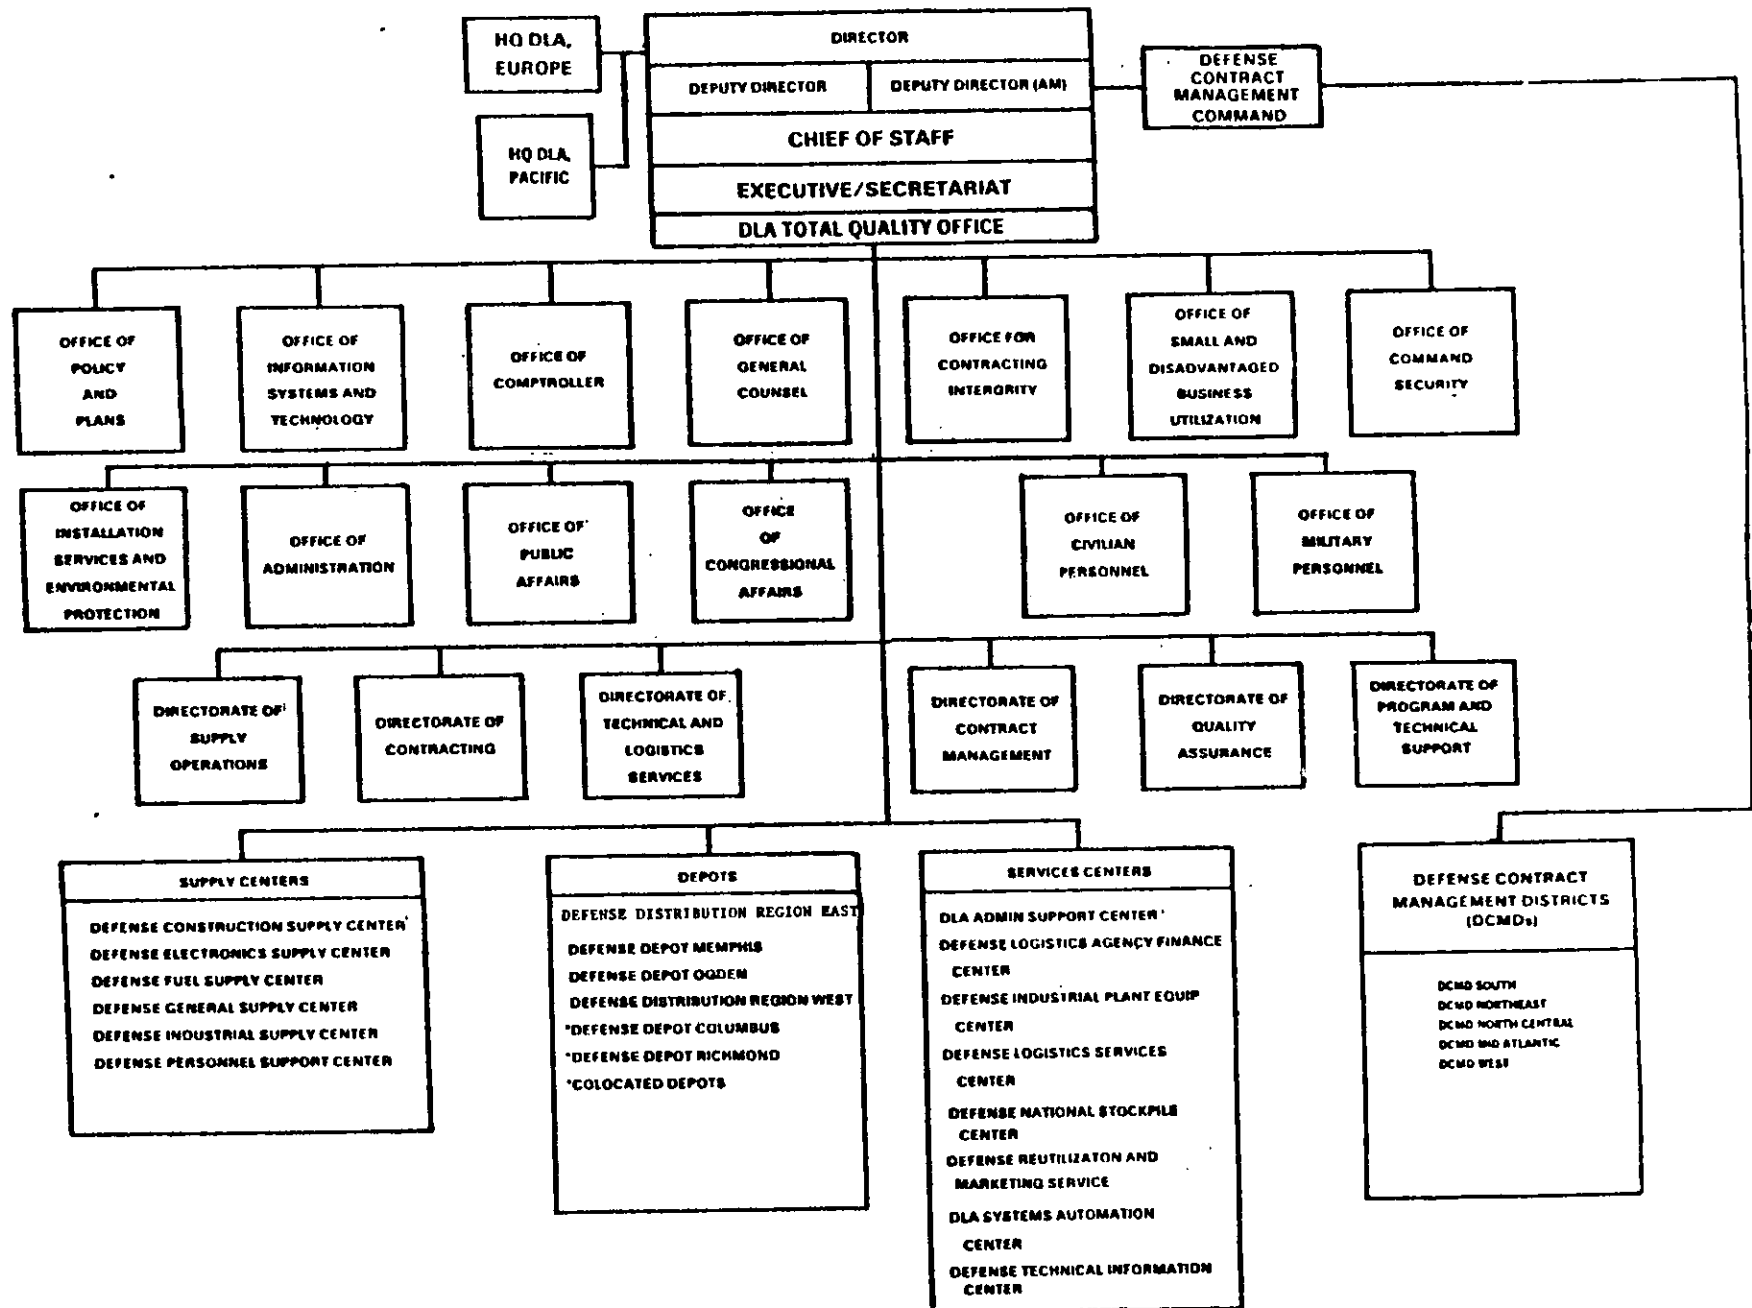 HQ DLA,
EUROPE
HQ DLA,
PACIFIC
DIRECTOR
DEPUTY DIRECTOR
DEPUTY DIRECTOR (AM)
CHIEF OF STAFF
EXECUTIVE/SECRETARIAT
DLA TOTAL QUALITY OFFICE
DEFENSE
CONTRACT
MANAGEMENT
COMMAND
OFFICE OF
POLICY
AND
PLANS
OFFICE OF
INFORMATION
SYSTEMS AND
TECHNOLOGY
OFFICE OF
COMPTROLLER
OFFICE OF
GENERAL
COUNSEL
OFFICE FOR
CONTRACTING
INTERGRITY
OFFICE OF
SMALL AND
DISADVANTAGED
BUSINESS
UTILIZATION
OFFICE OF
COMMAND
SECURITY
OFFICE OF
INSTALLATION
SERVICES AND
ENVIRONMENTAL
PROTECTION
OFFICE OF
ADMINISTRATION
OFFICE OF
PUBLIC
AFFAIRS
OFFICE
OF
CONGRESSIONAL
AFFAIRS
OFFICE OF
CIVILIAN
PERSONNEL
OFFICE OF
MILITARY
PERSONNEL
DIRECTORATE OF
SUPPLY
OPERATIONS
DIRECTORATE OF
CONTRACTING
DIRECTORATE OF
TECHNICAL AND
LOGISTICS
SERVICES
DIRECTORATE OF
CONTRACT
MANAGEMENT
DIRECTORATE OF
QUALITY
ASSURANCE
DIRECTORATE OF
PROGRAM AND
TECHNICAL
SUPPORT
SUPPLY CENTERS
DEFENSE CONSTRUCTION SUPPLY CENTER
DEFENSE ELECTRONICS SUPPLY CENTER
DEFENSE FUEL SUPPLY CENTER
DEFENSE GENERAL SUPPLY CENTER
DEFENSE INDUSTRIAL SUPPLY CENTER
DEFENSE PERSONNEL SUPPORT CENTER
DEPOTS
DEFENSE DISTRIBUTION REGION EAST
DEFENSE DEPOT MEMPHIS
DEFENSE DEPOT OGDEN
DEFENSE DISTRIBUTION REGION WEST
*DEFENSE DEPOT COLUMBUS
*DEFENSE DEPOT RICHMOND
*COLOCATED DEPOTS
SERVICES CENTERS
DLA ADMIN SUPPORT CENTER
DEFENSE LOGISTICS AGENCY FINANCE
CENTER
DEFENSE INDUSTRIAL PLANT EQUIP
CENTER
DEFENSE LOGISTICS SERVICES
CENTER
DEFENSE NATIONAL STOCKPILE
CENTER
DEFENSE REUTILIZATON AND
MARKETING SERVICE
DLA SYSTEMS AUTOMATION
CENTER
DEFENSE TECHNICAL INFORMATION
CENTER
DEFENSE CONTRACT
MANAGEMENT DISTRICTS
(DCMDs)
DCMD SOUTH
DCMD NORTHEAST
DCMD NORTH CENTRAL
DCMD MID ATLANTIC
DCMD WEST